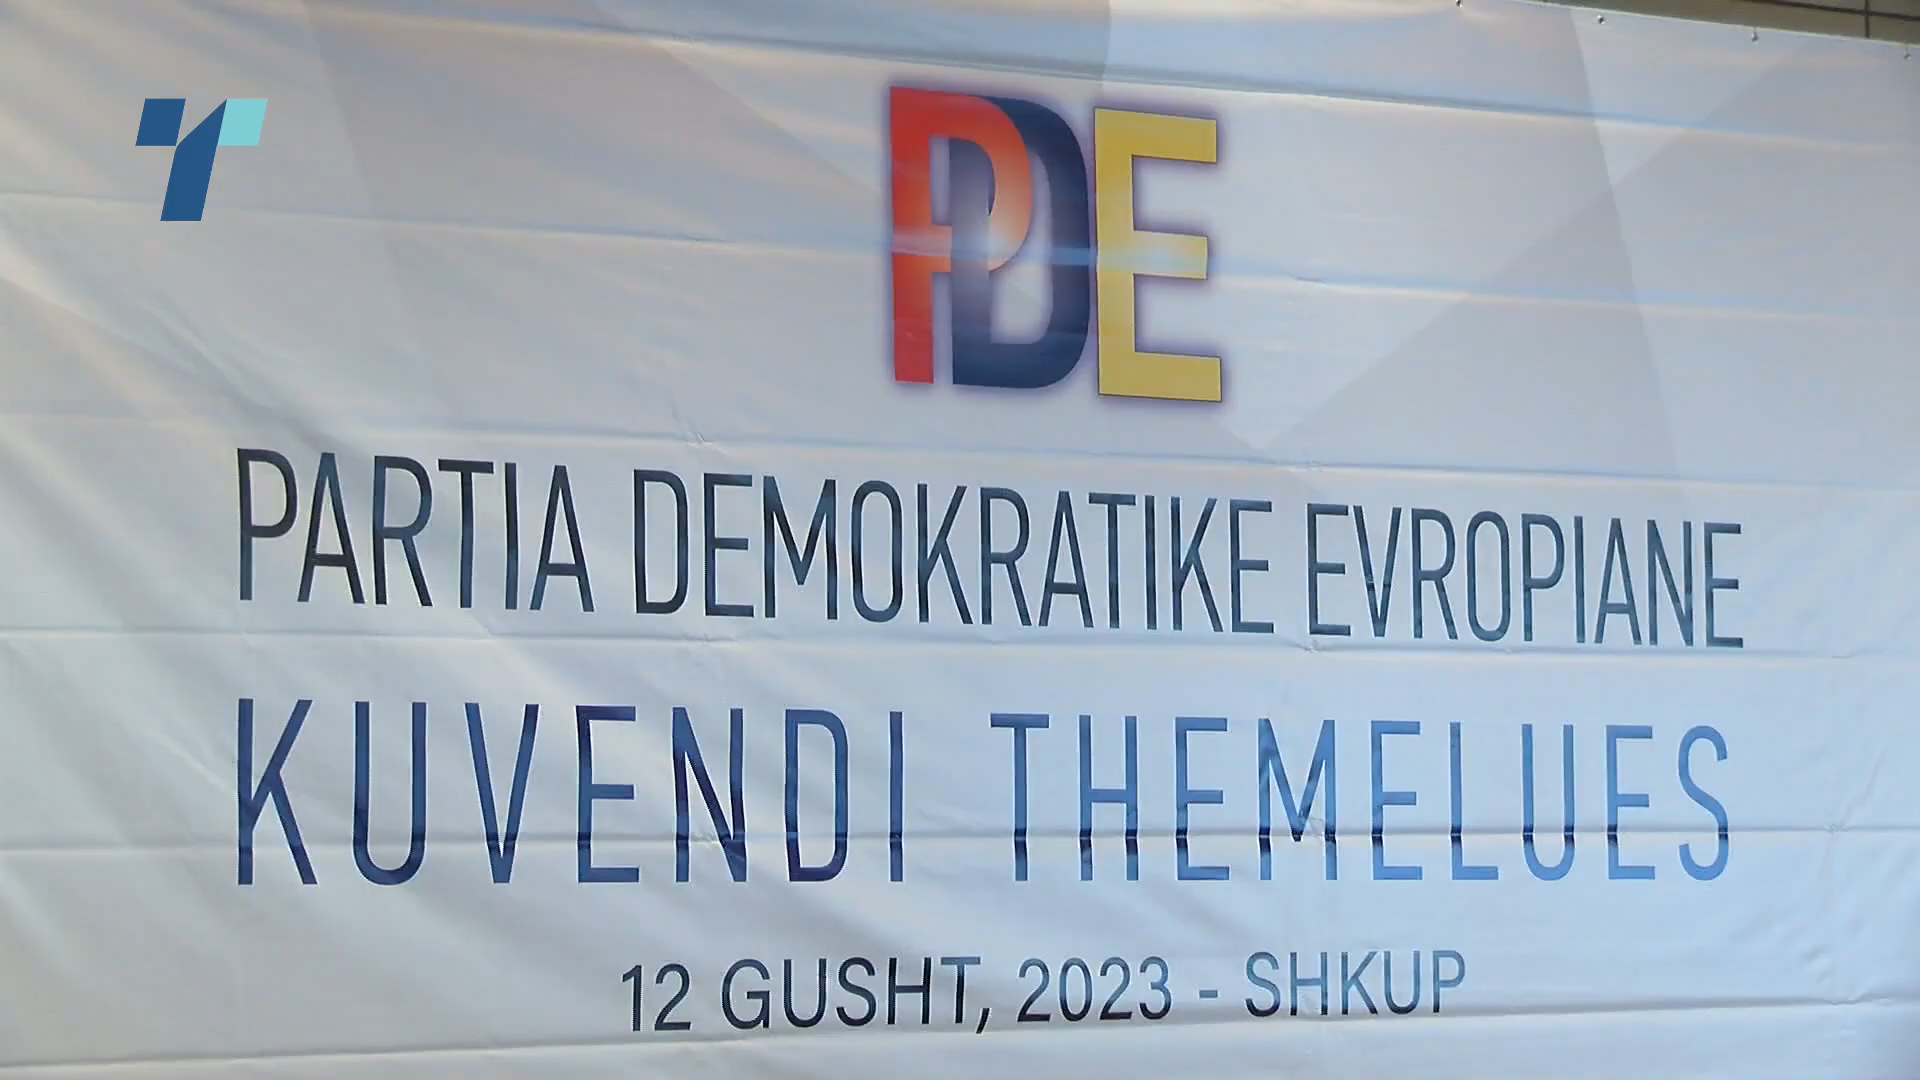 PDE
PARTIA DEMOKRATIKE EVROPIANE
KUVENDI THEMELUES
12 GUSHT, 2023 - SHKUP